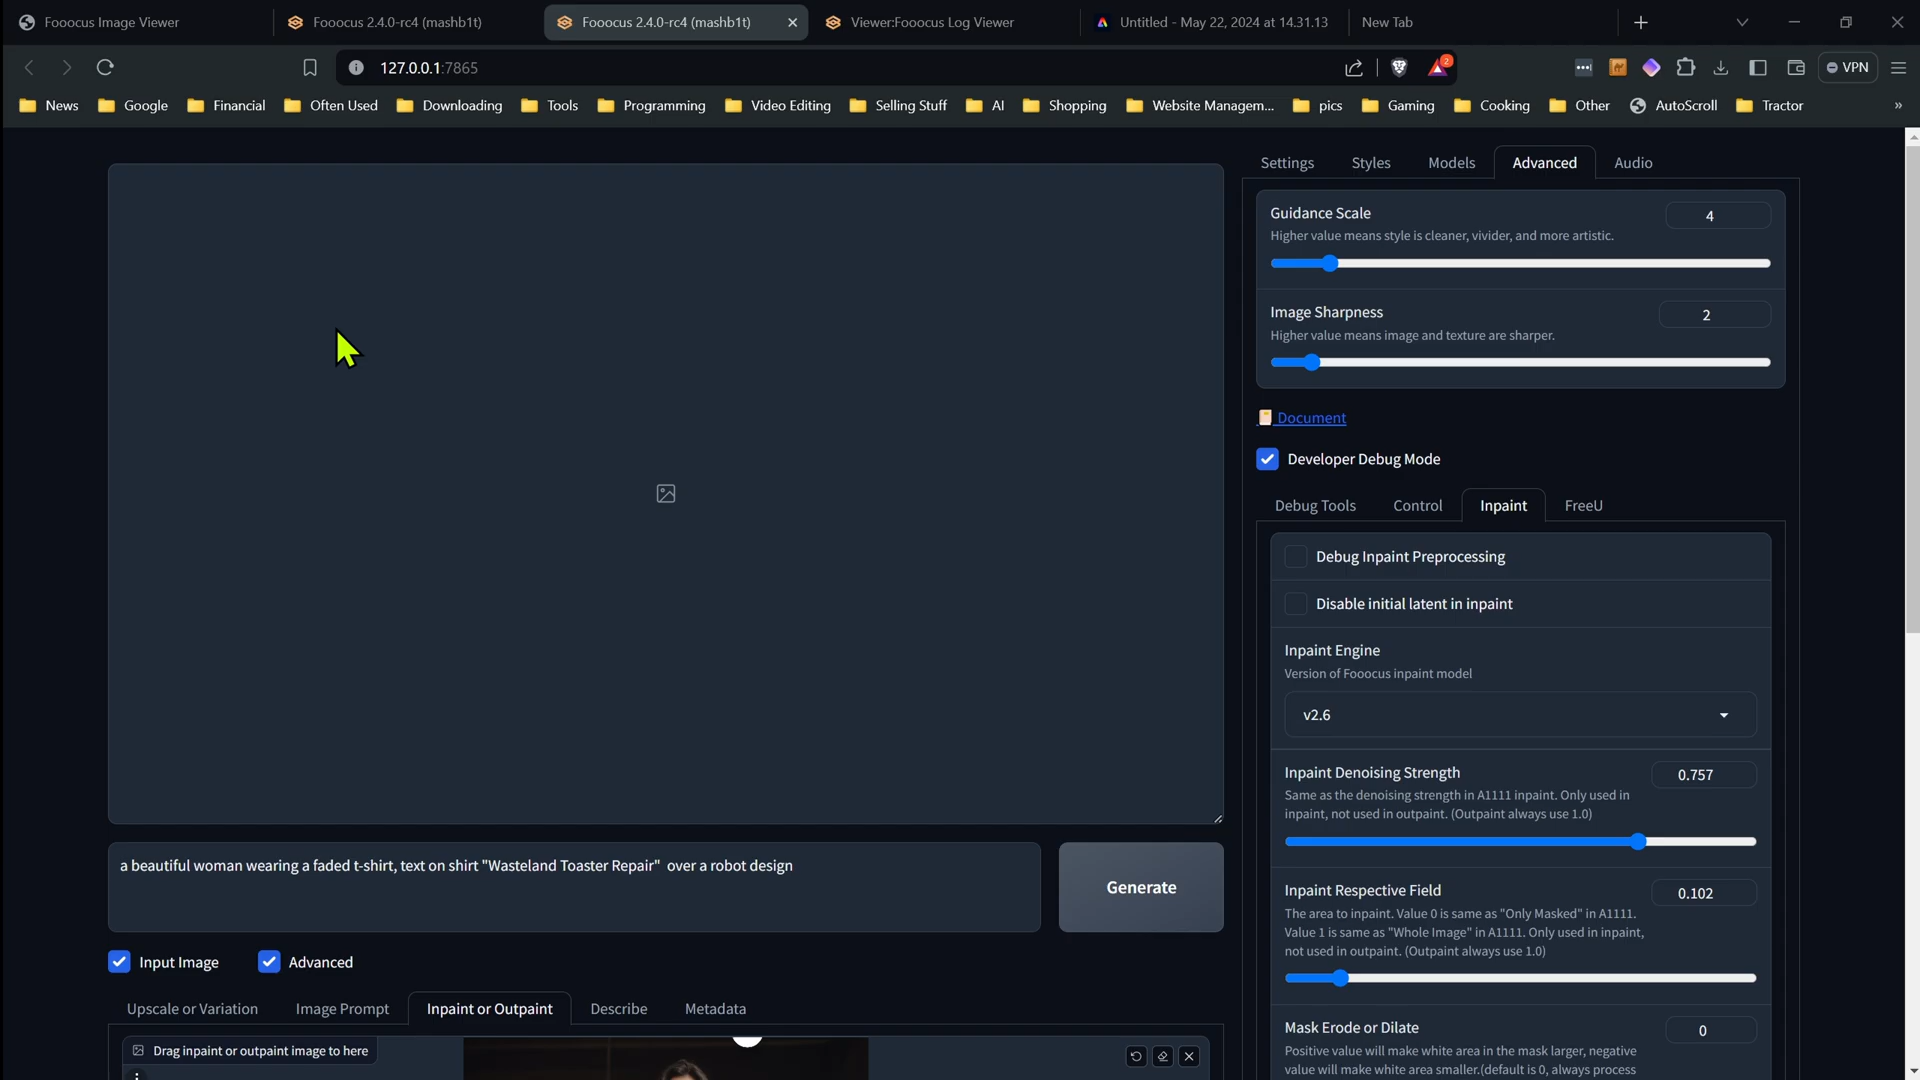 Fooocus Image Viewer
Fooocus 2.4.0-rc4 (mashb1t)
Fooocus 2.4.0-rc4 (mashb1t)
Viewer:Fooocus Log Viewer
Untitled - May 22, 2024 at 14.31.13
New Tab
127.0.0.1:7865
2
VPN
News
Google
Financial
Often Used
Downloading
Tools
Programming
Video Editing
Selling Stuff
AI
Shopping
Website Managem...
pics
Gaming
Cooking
Other
AutoScroll
Tractor
»
Settings
Styles
Models
Advanced
Audio
Guidance Scale
4
Higher value means style is cleaner, vivider, and more artistic.
Image Sharpness
2
Higher value means image and texture are sharper.
Document
Developer Debug Mode
Debug Tools
Control
Inpaint
FreeU
Debug Inpaint Preprocessing
Disable initial latent in inpaint
Inpaint Engine
Version of Fooocus inpaint model
v2.6
Inpaint Denoising Strength
0.757
Same as the denoising strength in A1111 inpaint. Only used in
inpaint, not used in outpaint. (Outpaint always use 1.0)
Inpaint Respective Field
0.102
The area to inpaint. Value 0 is same as "Only Masked" in A1111.
Value 1 is same as "Whole Image" in A1111. Only used in inpaint,
not used in outpaint. (Outpaint always use 1.0)
Mask Erode or Dilate
0
Positive value will make white area in the mask larger, negative
value will make white area smaller.(default is 0, always process
a beautiful woman wearing a faded t-shirt, text on shirt "Wasteland Toaster Repair"  over a robot design
Generate
Input Image
Advanced
Upscale or Variation
Image Prompt
Inpaint or Outpaint
Describe
Metadata
Drag inpaint or outpaint image to here